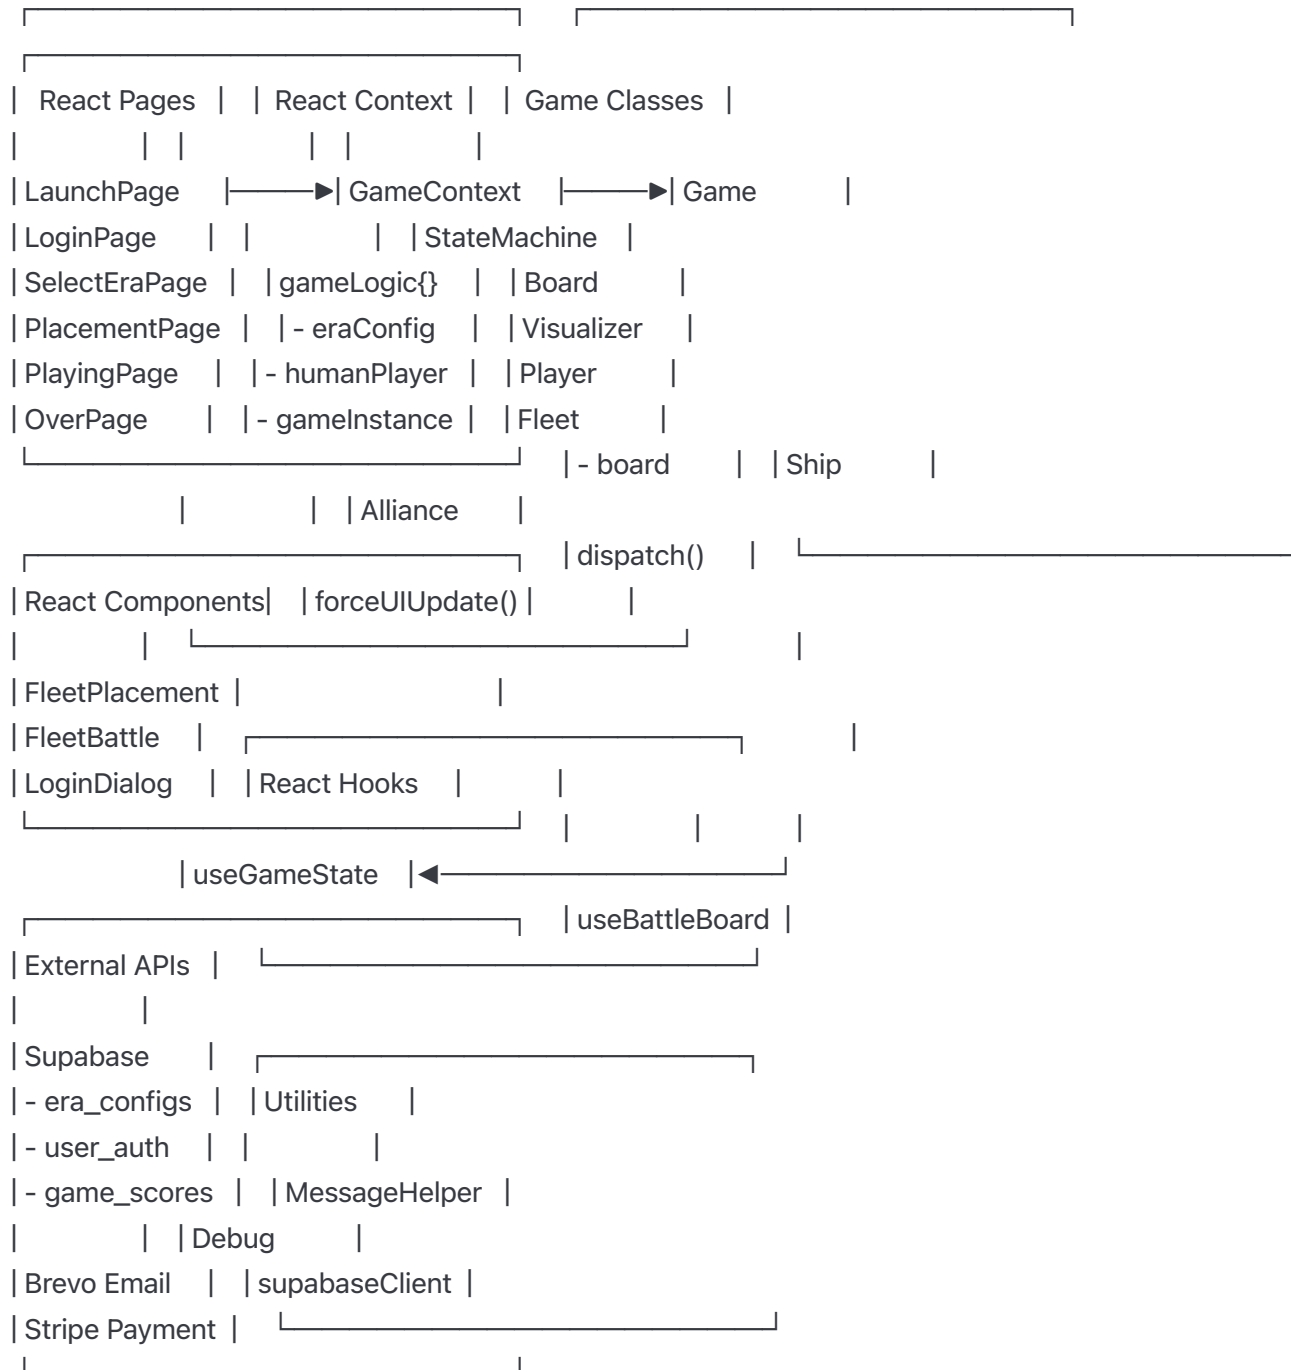 | React Pages | | React Context | | Game Classes |
| | | | | |
|LaunchPage |────▶| GameContext |────▶| Game |
|LoginPage | | | |StateMachine |
|SelectEraPage | |gameLogic{} | |Board |
|PlacementPage | |- eraConfig | |Visualizer |
|PlayingPage | |- humanPlayer | |Player |
|OverPage | |- gameInstance | |Fleet |
|- board | |Ship |
| | |Alliance |
|dispatch() |
|React Components| |forceUIUpdate()| |
|FleetPlacement | |
|FleetBattle | |
|LoginDialog | |React Hooks | |
|useGameState |◀
|useBattleBoard |
|External APIs |
|Supabase |
|- era_configs | |Utilities |
|- user_auth | | |
|- game_scores | |MessageHelper |
| | |Debug |
|Brevo Email | |supabaseClient |
|Stripe Payment |